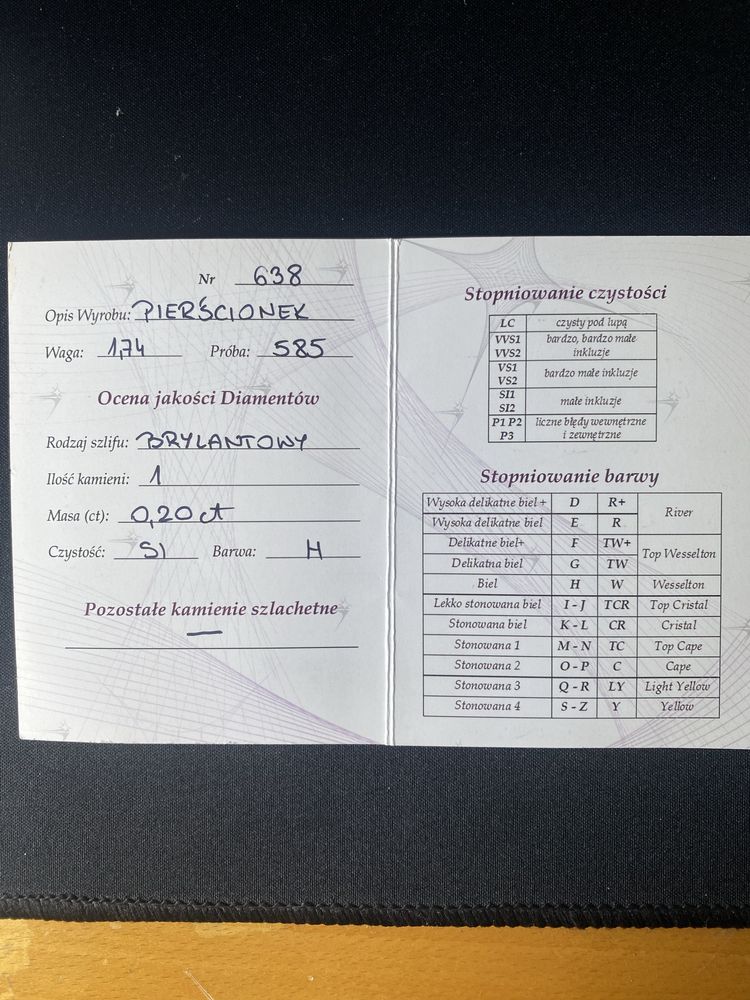 Nr 638
Opis Wyrobu: PIERŚCIONEK
Waga: 1,74 Próba: 585
Ocena jakości Diamentów
Rodzaj szlifu: BRYLANTOWY
Ilość kamieni: 1
Masa (ct): 0,20 ct
Czystość: SI Barwa: H
Pozostałe kamienie szlachetne
—
Stopniowanie czystości
LC czysty pod lupą
VVS1 bardzo, bardzo małe
VVS2 inkluzje
VS1
VS2 bardzo małe inkluzje
SI1
SI2 małe inkluzje
P1 P2 liczne błędy wewnętrzne
P3 i zewnętrzne
Stopniowanie barwy
Wysoka delikatne biel + D R+ River
Wysoka delikatne biel E R
Delikatne biel+ F TW+ Top Wesselton
Delikatna biel G TW
Biel H W Wesselton
Lekko stonowana biel I - J TCR Top Cristal
Stonowana biel K - L CR Cristal
Stonowana 1 M - N TC Top Cape
Stonowana 2 O - P C Cape
Stonowana 3 Q - R LY Light Yellow
Stonowana 4 S - Z Y Yellow